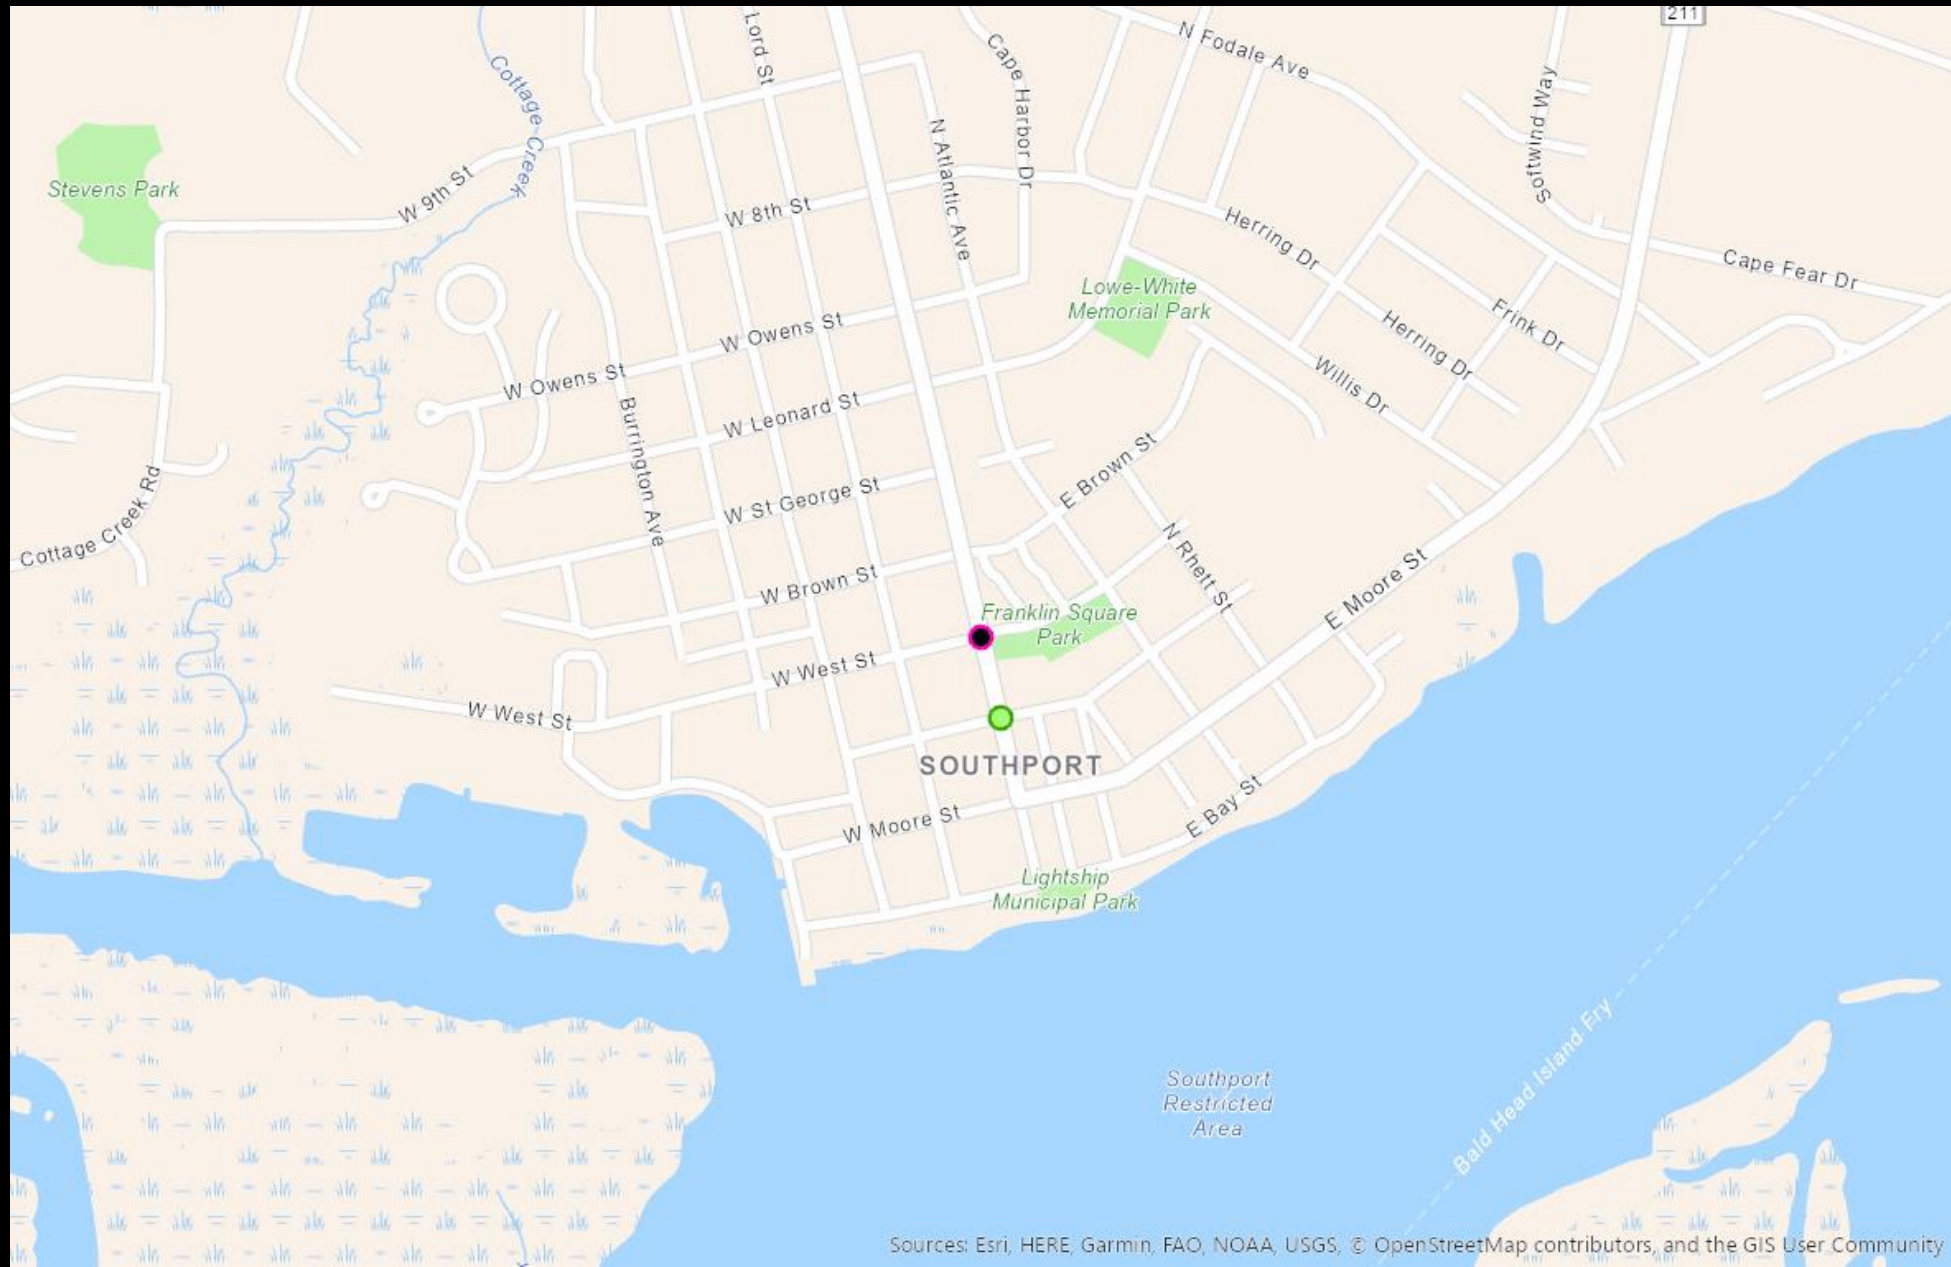 211
Lord St
N Fodale Ave
Cape Harbor Dr
Cottage Creek
Softwind Way
N Atlantic Ave
Stevens Park
W 9th St
W 8th St
Herring Dr
Cape Fear Dr
Lowe-White
Memorial Park
W Owens St
Frink Dr
Herring Dr
W Owens St
Willis Dr
Burrington Ave
W Leonard St
E Brown St
Cottage Creek Rd
W St George St
N Rhett St
W Brown St
E Moore St
Franklin Square
Park
W West St
W West St
SOUTHPORT
W Moore St
E Bay St
Lightship
Municipal Park
Southport
Restricted
Area
Bald Head Island Fry
Sources: Esri, HERE, Garmin, FAO, NOAA, USGS, © OpenStreetMap contributors, and the GIS User Community